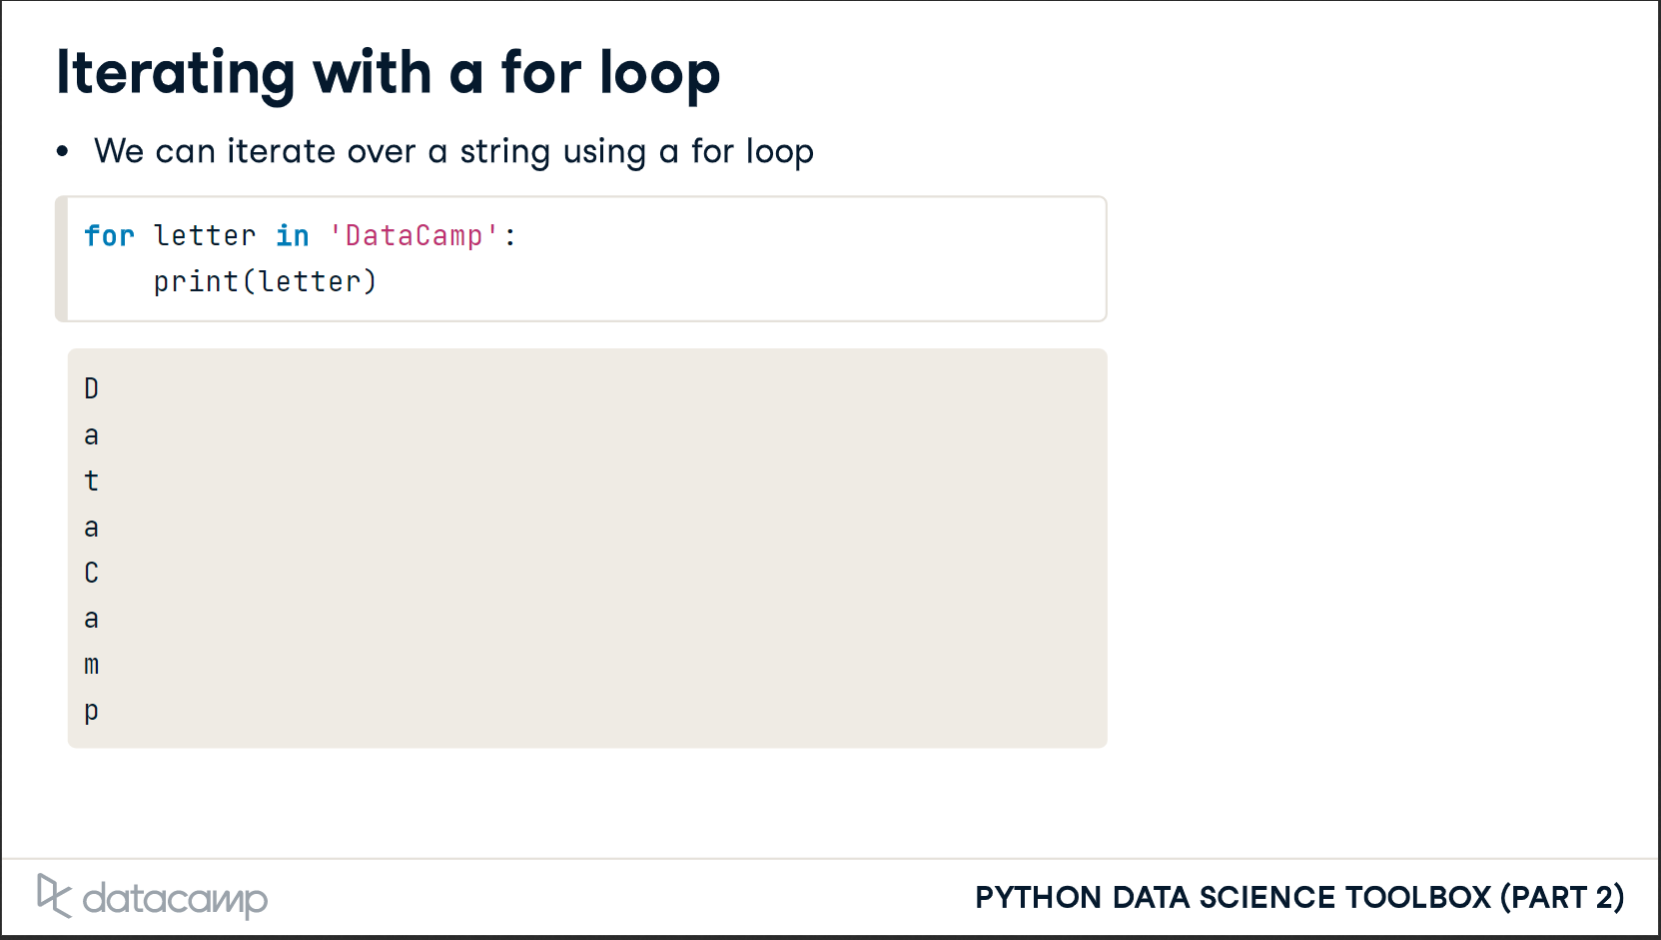 Iterating with a for loop
• We can iterate over a string using a for loop
for letter in 'DataCamp':
    print(letter)
D
a
t
a
C
a
m
p
datacamp
PYTHON DATA SCIENCE TOOLBOX (PART 2)